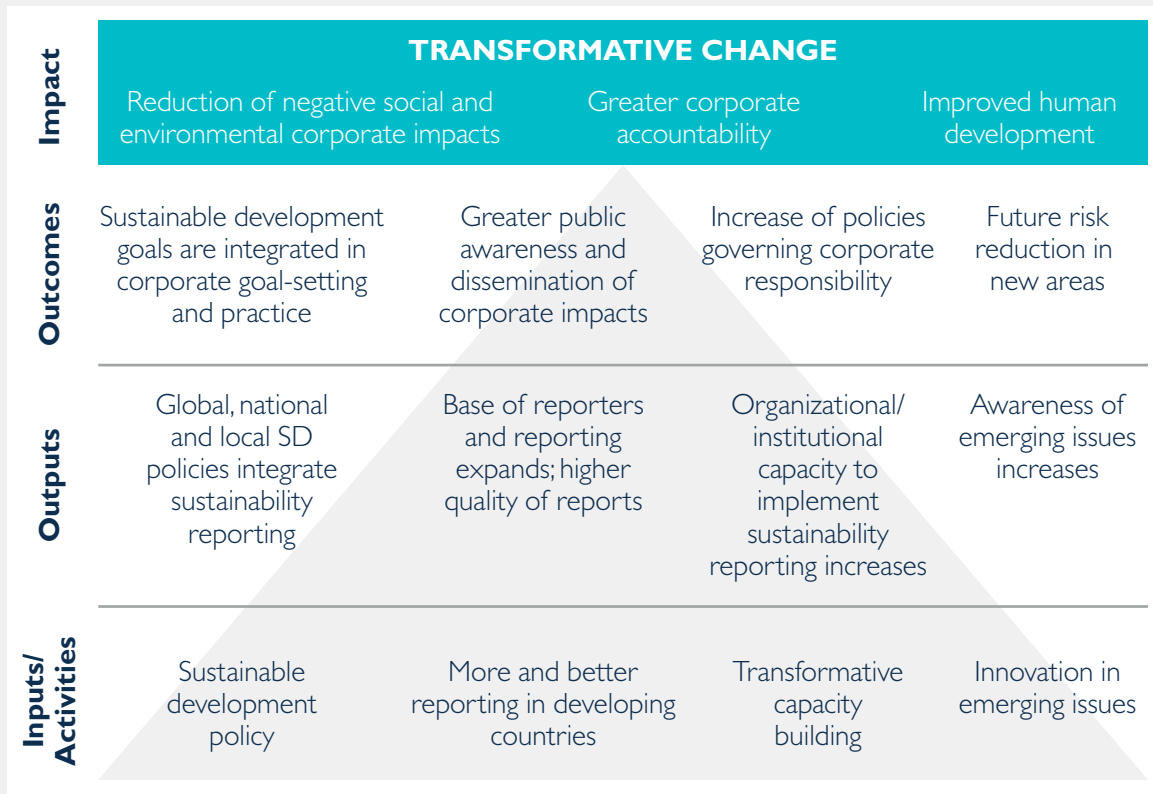 Impact
TRANSFORMATIVE CHANGE
Reduction of negative social and
environmental corporate impacts
Greater corporate
accountability
Improved human
development
Outcomes
Sustainable development
goals are integrated in
corporate goal-setting
and practice
Greater public
awareness and
dissemination of
corporate impacts
Increase of policies
governing corporate
responsibility
Future risk
reduction in
new areas
Outputs
Global, national
and local SD
policies integrate
sustainability
reporting
Base of reporters
and reporting
expands; higher
quality of reports
Organizational/
institutional
capacity to
implement
sustainability
reporting increases
Awareness of
emerging issues
increases
Inputs/
Activities
Sustainable
development
policy
More and better
reporting in developing
countries
Transformative
capacity
building
Innovation in
emerging issues